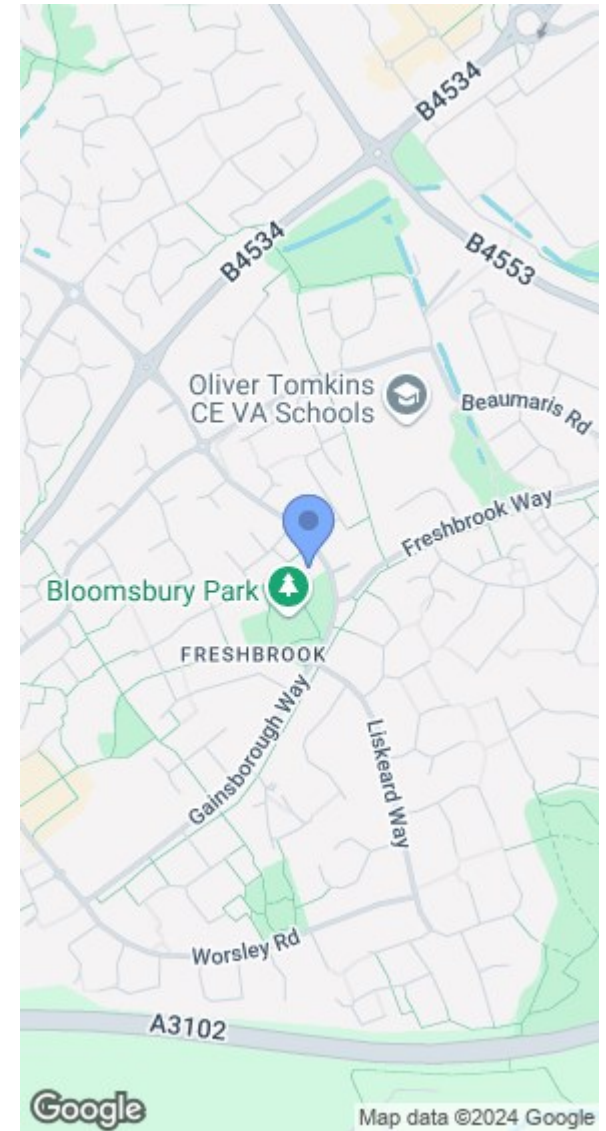 B4534
B4534
B4553
Oliver Tomkins
CE VA Schools
Beaumaris Rd
Freshbrook Way
Bloomsbury Park
FRESHBROOK
Gainsborough Way
Liskeard Way
Worsley Rd
A3102
Google
Map data ©2024 Google